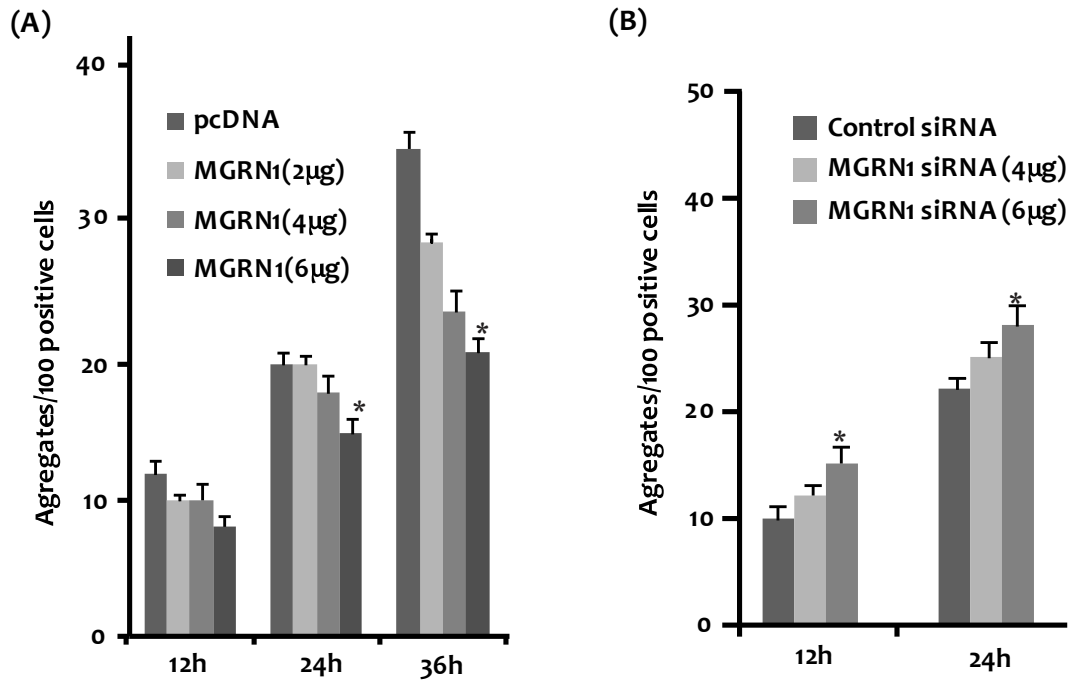 (A)
Agregates/100 positive cells
40
30
20
10
0
pcDNA
MGRN1(2µg)
MGRN1(4µg)
MGRN1(6µg)
*
*
12h
24h
36h
(B)
Agregates/100 positive cells
50
40
30
20
10
0
Control siRNA
MGRN1 siRNA (4µg)
MGRN1 siRNA (6µg)
*
*
12h
24h